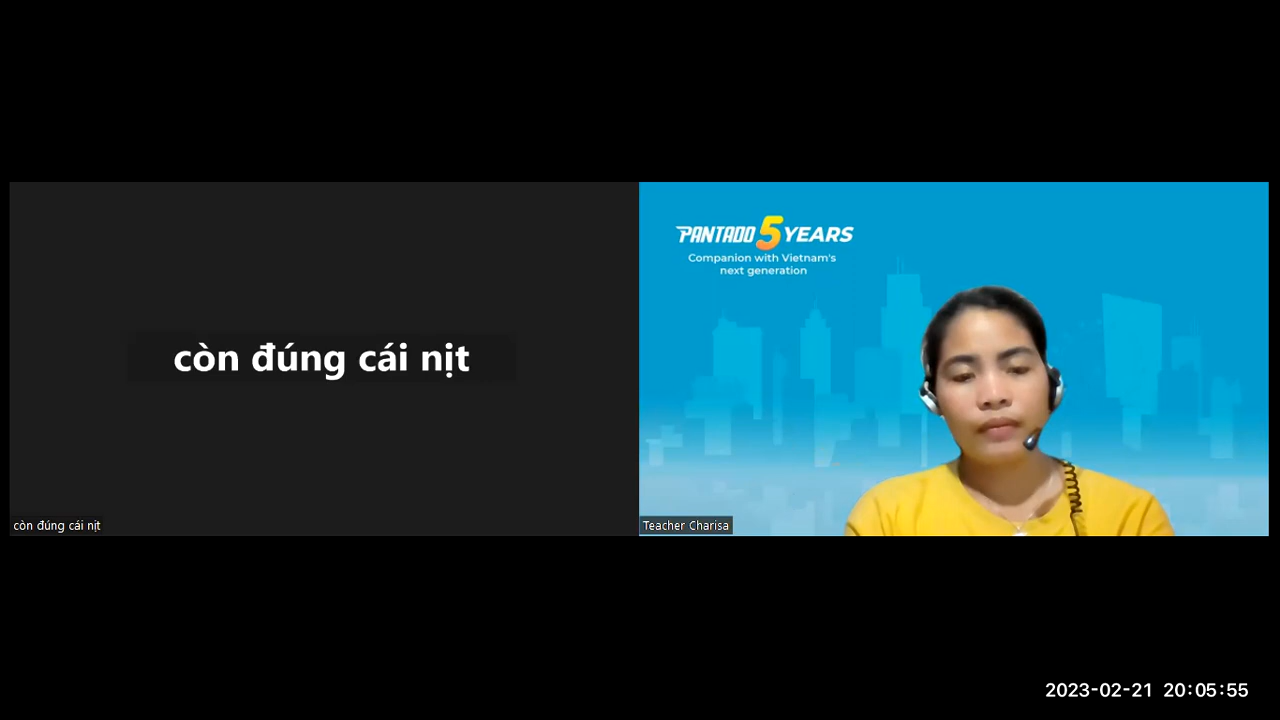 còn đúng cái nịt
còn đúng cái nịt
PANTADO 5 YEARS
Companion with Vietnam's
next generation
Teacher Charisa
2023-02-21 20:05:55